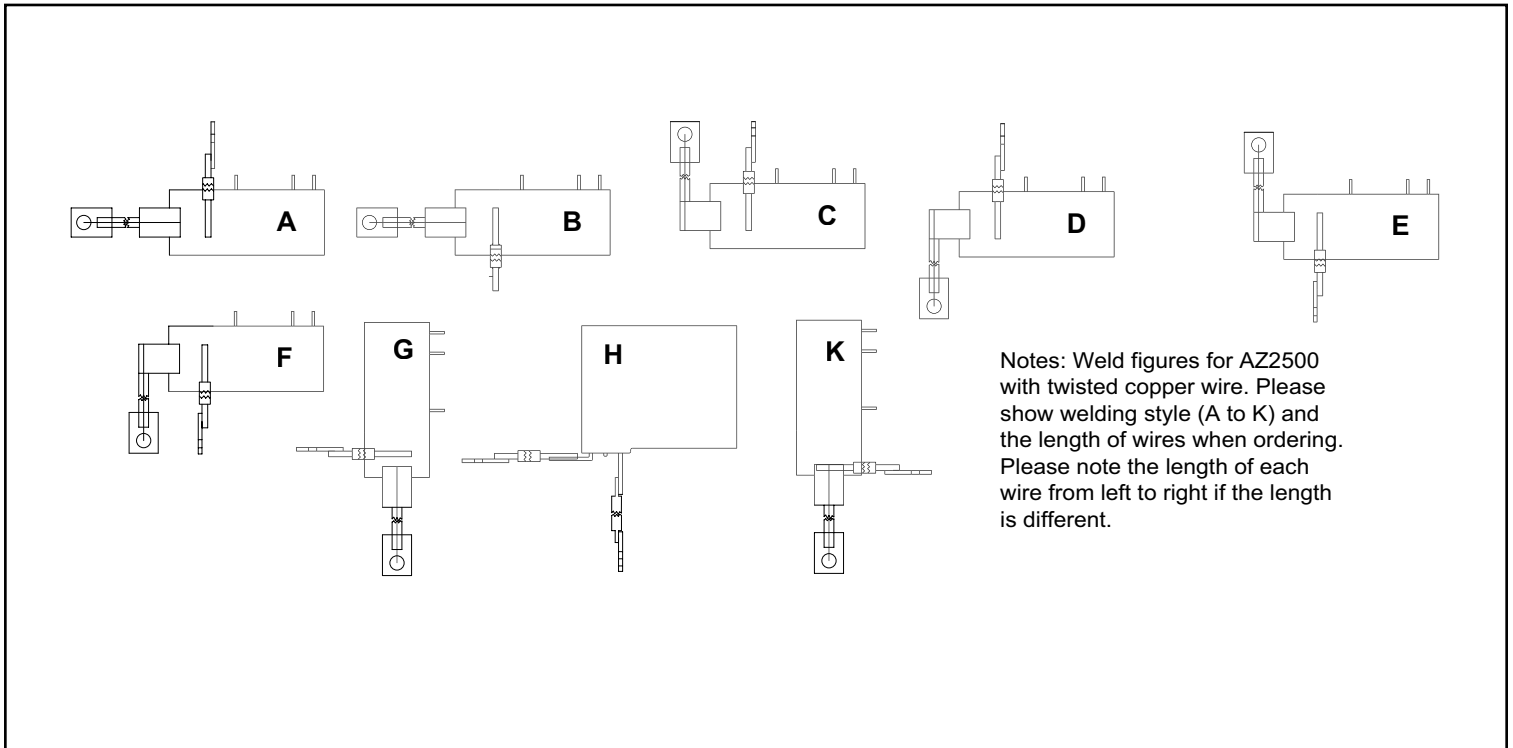 A
B
C
D
E
F
G
H
K
Notes: Weld figures for AZ2500
with twisted copper wire. Please
show welding style (A to K) and
the length of wires when ordering.
Please note the length of each
wire from left to right if the length
is different.